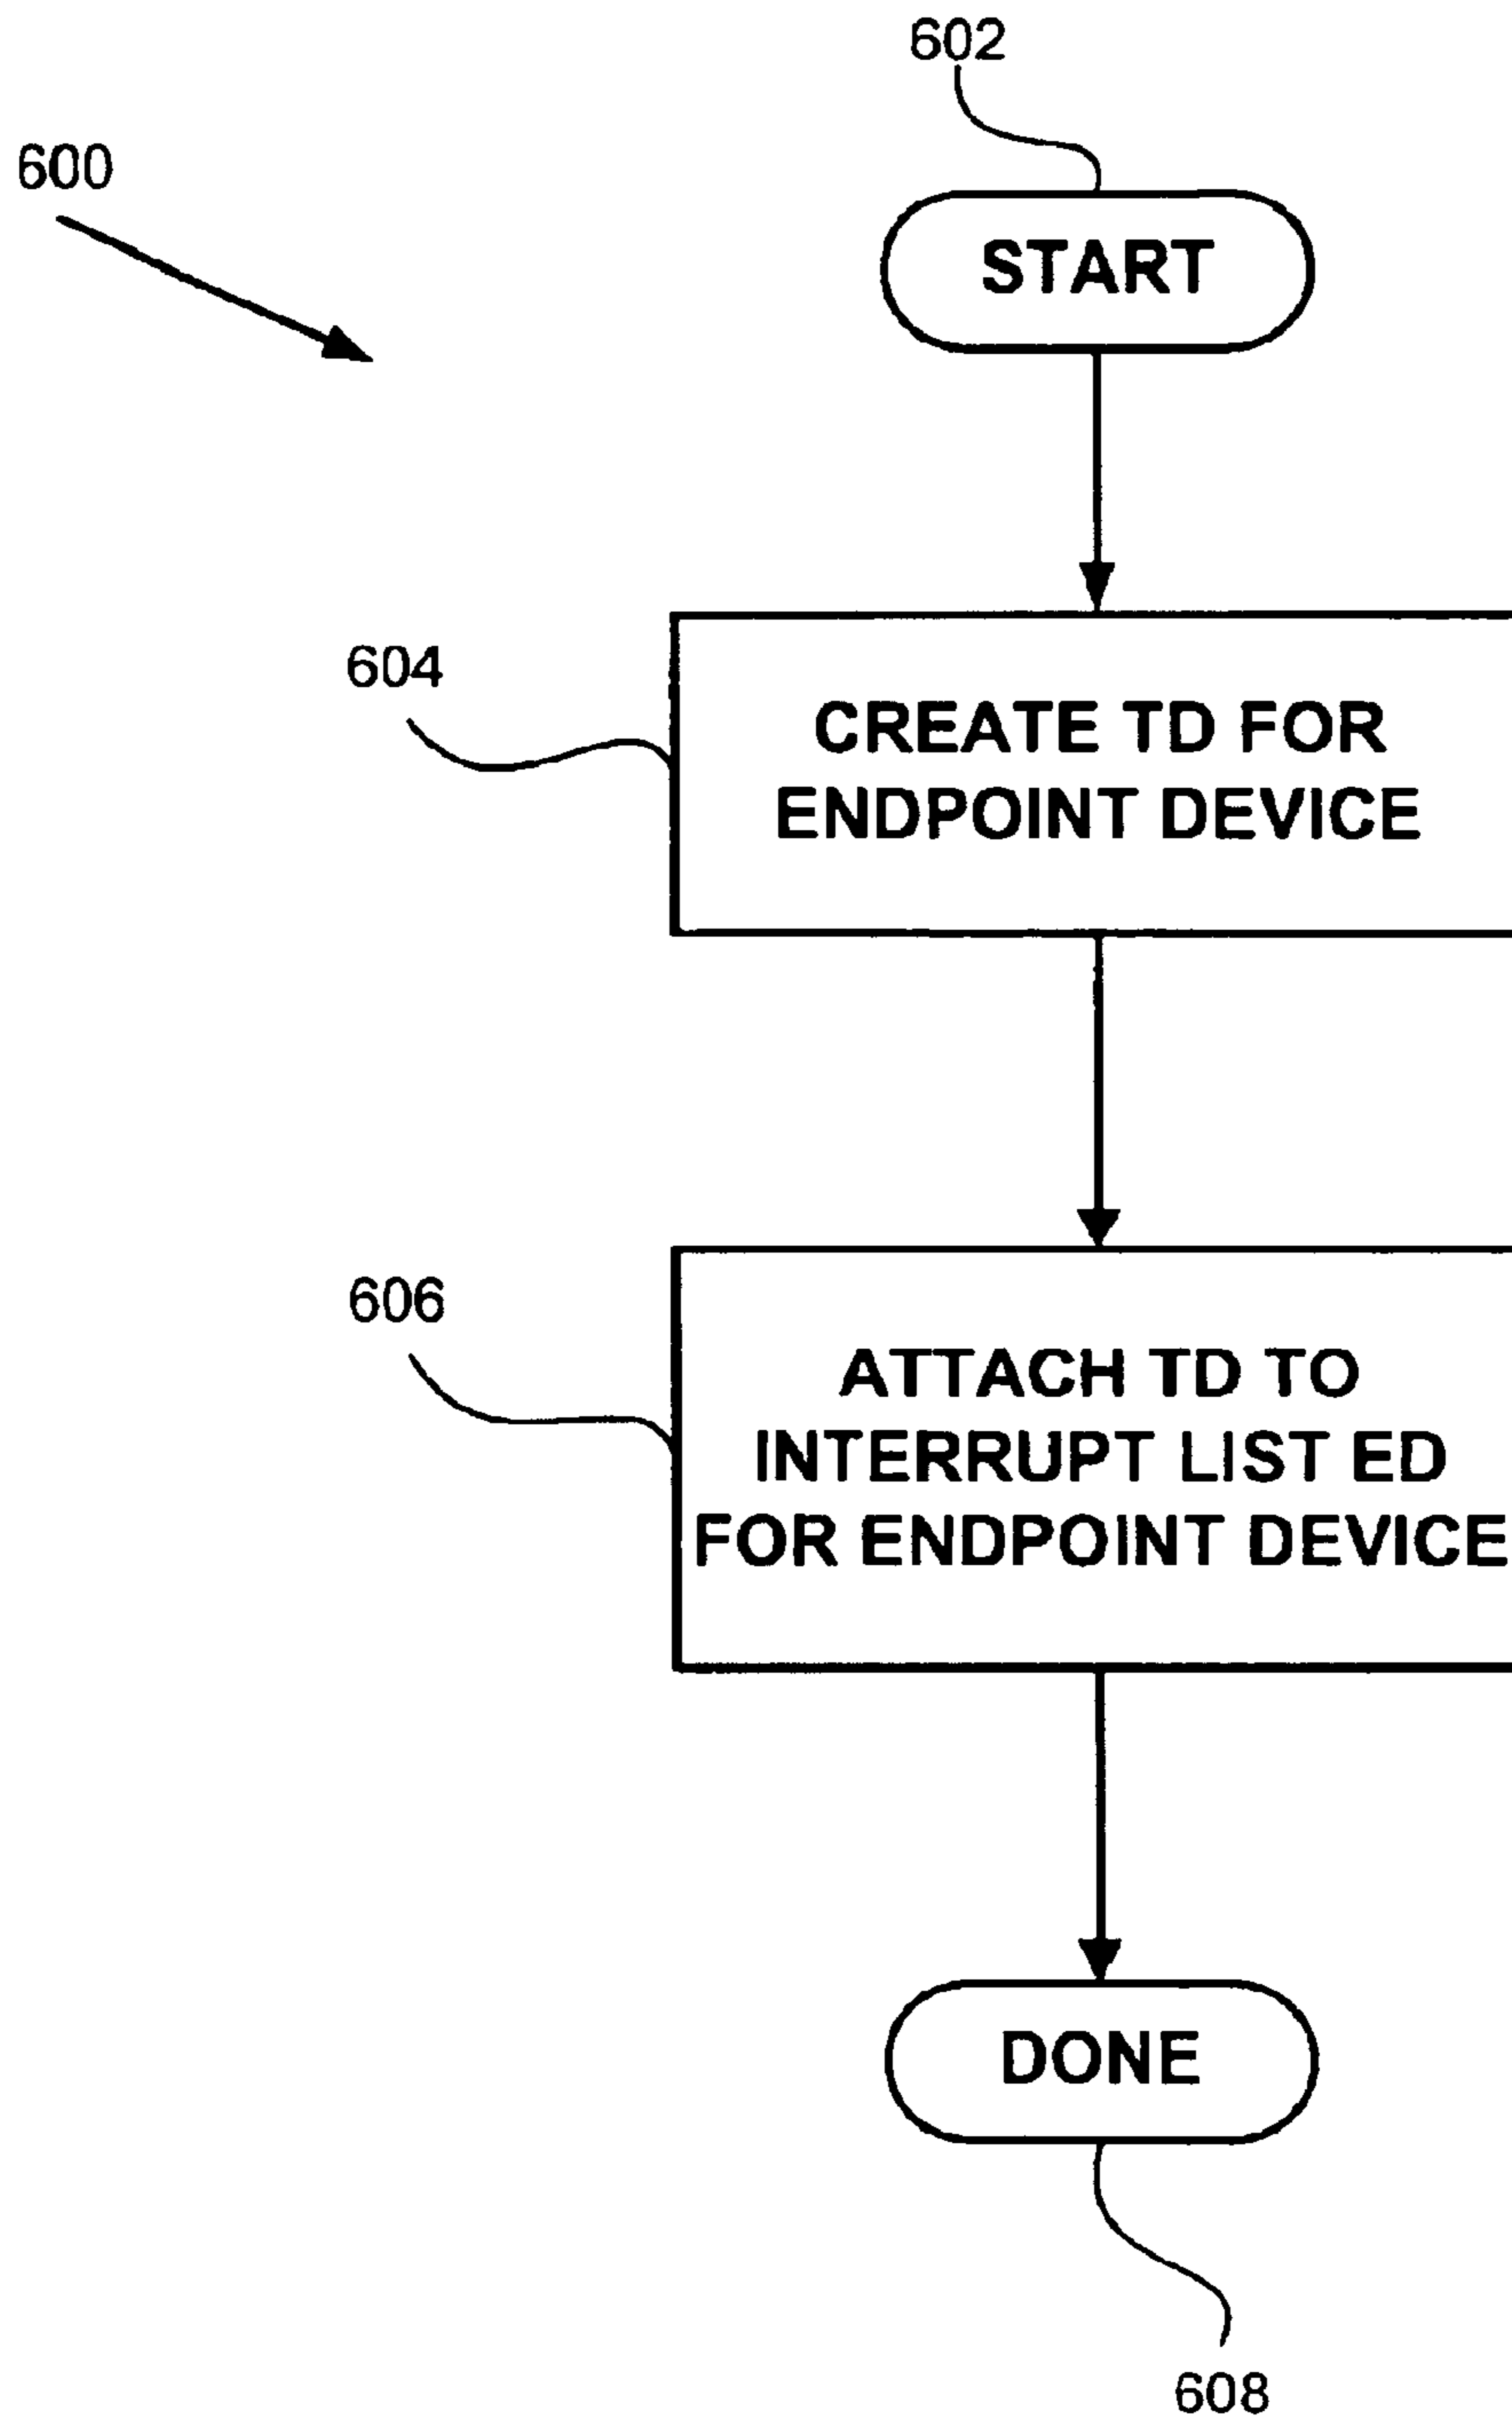 602
600
START
604
CREATE TD FOR
ENDPOINT DEVICE
606
ATTACH TD TO
INTERRUPT LIST ED
FOR ENDPOINT DEVICE
DONE
608